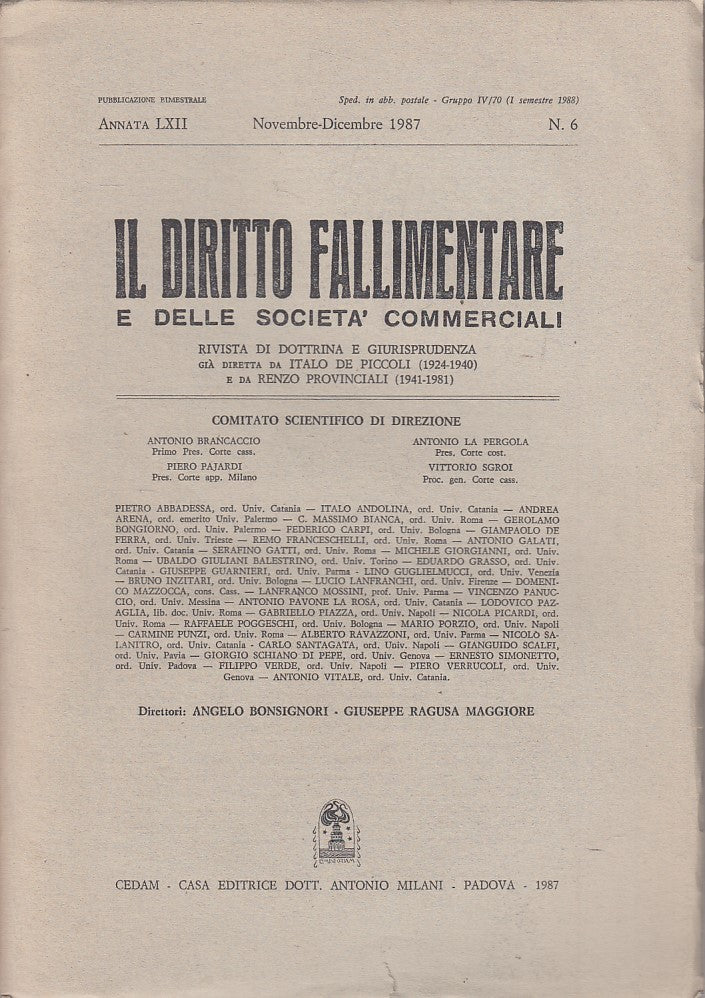 PUBBLICAZIONE BIMESTRALE
Sped. in abb. postale - Gruppo IV/70 (1 semestre 1988)
ANNATA LXII
Novembre-Dicembre 1987
N. 6
IL DIRITTO FALLIMENTARE
E DELLE SOCIETA' COMMERCIALI
RIVISTA DI DOTTRINA E GIURISPRUDENZA
GIÀ DIRETTA DA ITALO DE PICCOLI (1924-1940)
E DA RENZO PROVINCIALI (1941-1981)
COMITATO SCIENTIFICO DI DIREZIONE
ANTONIO BRANCACCIO
Primo Pres. Corte cass.
ANTONIO LA PERGOLA
Pres. Corte cost.
PIERO PAJARDI
Pres. Corte app. Milano
VITTORIO SGROI
Proc. gen. Corte cass.
PIETRO ABBADESSA, ord. Univ. Catania — ITALO ANDOLINA, ord. Univ. Catania — ANDREA
ARENA, ord. emerito Univ. Palermo — C. MASSIMO BIANCA, ord. Univ. Roma — GEROLAMO
BONGIORNO, ord. Univ. Palermo — FEDERICO CARPI, ord. Univ. Bologna — GIAMPAOLO DE
FERRA, ord. Univ. Trieste — REMO FRANCESCHELLI, ord. Univ. Roma — ANTONIO GALATI,
ord. Univ. Catania — SERAFINO GATTI, ord. Univ. Roma — MICHELE GIORGIANNI, ord. Univ.
Roma — UBALDO GIULIANI BALESTRINO, ord. Univ. Torino — EDUARDO GRASSO, ord. Univ.
Catania - GIUSEPPE GUARNIERI, ord. Univ. Parma - LINO GUGLIELMUCCI, ord. Univ. Venezia
— BRUNO INZITARI, ord. Univ. Bologna — LUCIO LANFRANCHI, ord. Univ. Firenze — DOMENI-
CO MAZZOCCA, cons. Cass. — LANFRANCO MOSSINI, prof. Univ. Parma — VINCENZO PANUC-
CIO, ord. Univ. Messina — ANTONIO PAVONE LA ROSA, ord. Univ. Catania — LODOVICO PAZ-
AGLIA, lib. doc. Univ. Roma — GABRIELLO PIAZZA, ord. Univ. Napoli — NICOLA PICARDI, ord.
Univ. Roma — RAFFAELE POGGESCHI, ord. Univ. Bologna — MARIO PORZIO, ord. Univ. Napoli
— CARMINE PUNZI, ord. Univ. Roma — ALBERTO RAVAZZONI, ord. Univ. Parma — NICOLÒ SA-
LANITRO, ord. Univ. Catania - CARLO SANTAGATA, ord. Univ. Napoli — GIANGUIDO SCALFI,
ord. Univ. Pavia — GIORGIO SCHIANO DI PEPE, ord. Univ. Genova — ERNESTO SIMONETTO,
ord. Univ. Padova — FILIPPO VERDE, ord. Univ. Napoli — PIERO VERRUCOLI, ord. Univ.
Genova — ANTONIO VITALE, ord. Univ. Catania.
Direttori: ANGELO BONSIGNORI - GIUSEPPE RAGUSA MAGGIORE
CEDAM - CASA EDITRICE DOTT. ANTONIO MILANI - PADOVA - 1987